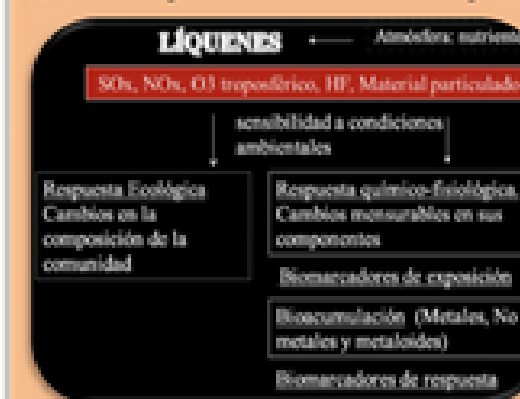 LÍQUENES ← Atmósfera: nutrientes
SOx, NOx, O3 troposférico, HF, Material particulado
sensibilidad a condiciones
ambientales
Respuesta Ecológica
Cambios en la
composición de la
comunidad
Respuesta químico-fisiológica.
Cambios mensurables en sus
componentes
Biomarcadores de exposición
Bioacumulación (Metales, No
metales y metaloides)
Biomarcadores de respuesta